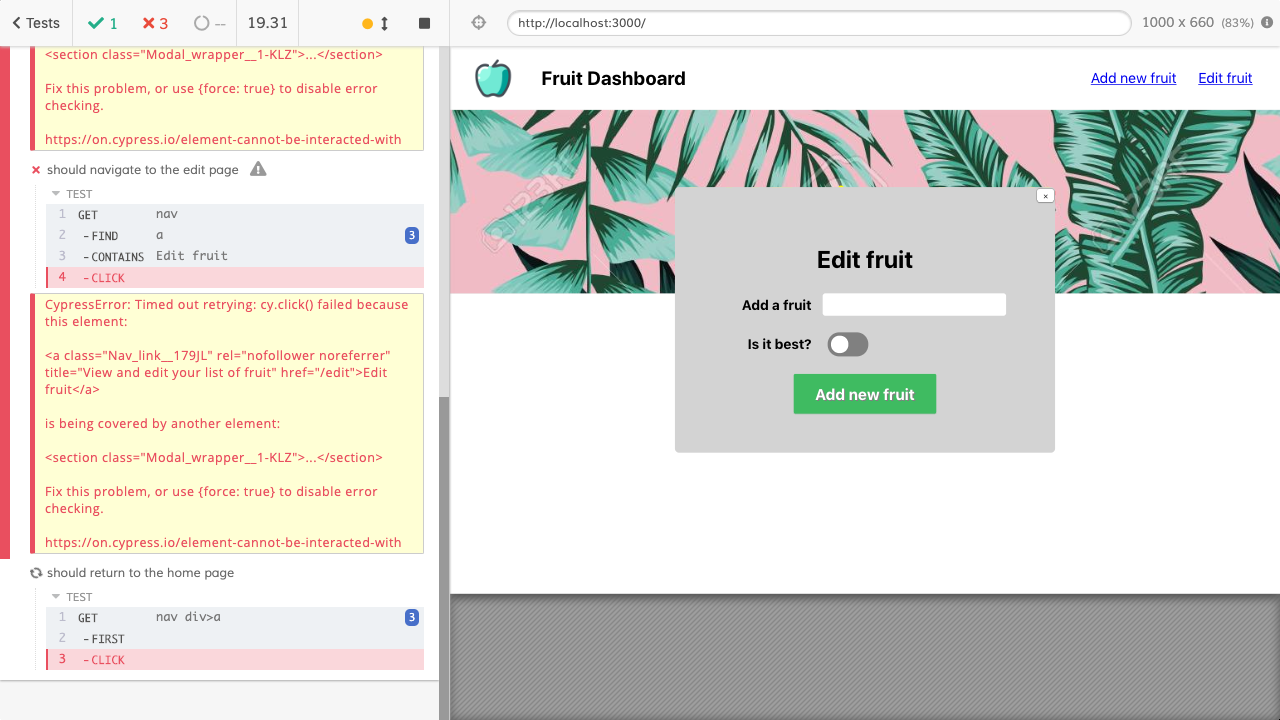 Tests
1
3
--
19.31
http://localhost:3000/
1000 x 660 (83%)
<section class="Modal_wrapper__1-KLZ">...</section>
Fix this problem, or use {force: true} to disable error
checking.
https://on.cypress.io/element-cannot-be-interacted-with
should navigate to the edit page
TEST
1 GET nav
2 -FIND a 3
3 -CONTAINS Edit fruit
4 -CLICK
CypressError: Timed out retrying: cy.click() failed because
this element:
<a class="Nav_link__179JL" rel="nofollower noreferrer"
title="View and edit your list of fruit" href="/edit">Edit
fruit</a>
is being covered by another element:
<section class="Modal_wrapper__1-KLZ">...</section>
Fix this problem, or use {force: true} to disable error
checking.
https://on.cypress.io/element-cannot-be-interacted-with
should return to the home page
TEST
1 GET nav div>a 3
2 -FIRST
3 -CLICK
Fruit Dashboard
Add new fruit
Edit fruit
×
Edit fruit
Add a fruit
Is it best?
Add new fruit